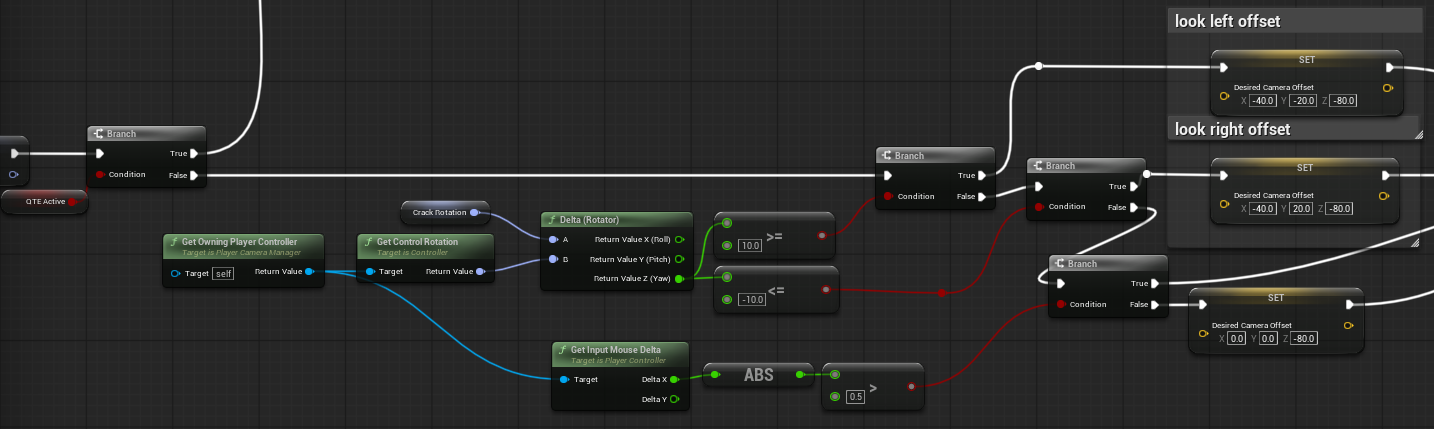 look left offset
SET
Desired Camera Offset
X -40.0 Y -20.0 Z -80.0
look right offset
SET
Desired Camera Offset
X -40.0 Y 20.0 Z -80.0
Branch
True
Condition False
QTE Active
Branch
True
Condition False
Branch
True
Condition False
Crack Rotation
Get Owning Player Controller
Target is Player Camera Manager
Target self Return Value
Get Control Rotation
Target is Controller
Target Return Value
Delta (Rotator)
A Return Value X (Roll)
B Return Value Y (Pitch)
Return Value Z (Yaw)
>=
10.0
<=
-10.0
Branch
True
Condition False
SET
Desired Camera Offset
X 0.0 Y 0.0 Z -80.0
Get Input Mouse Delta
Target is Player Controller
Target Delta X
Delta Y
ABS
>
0.5